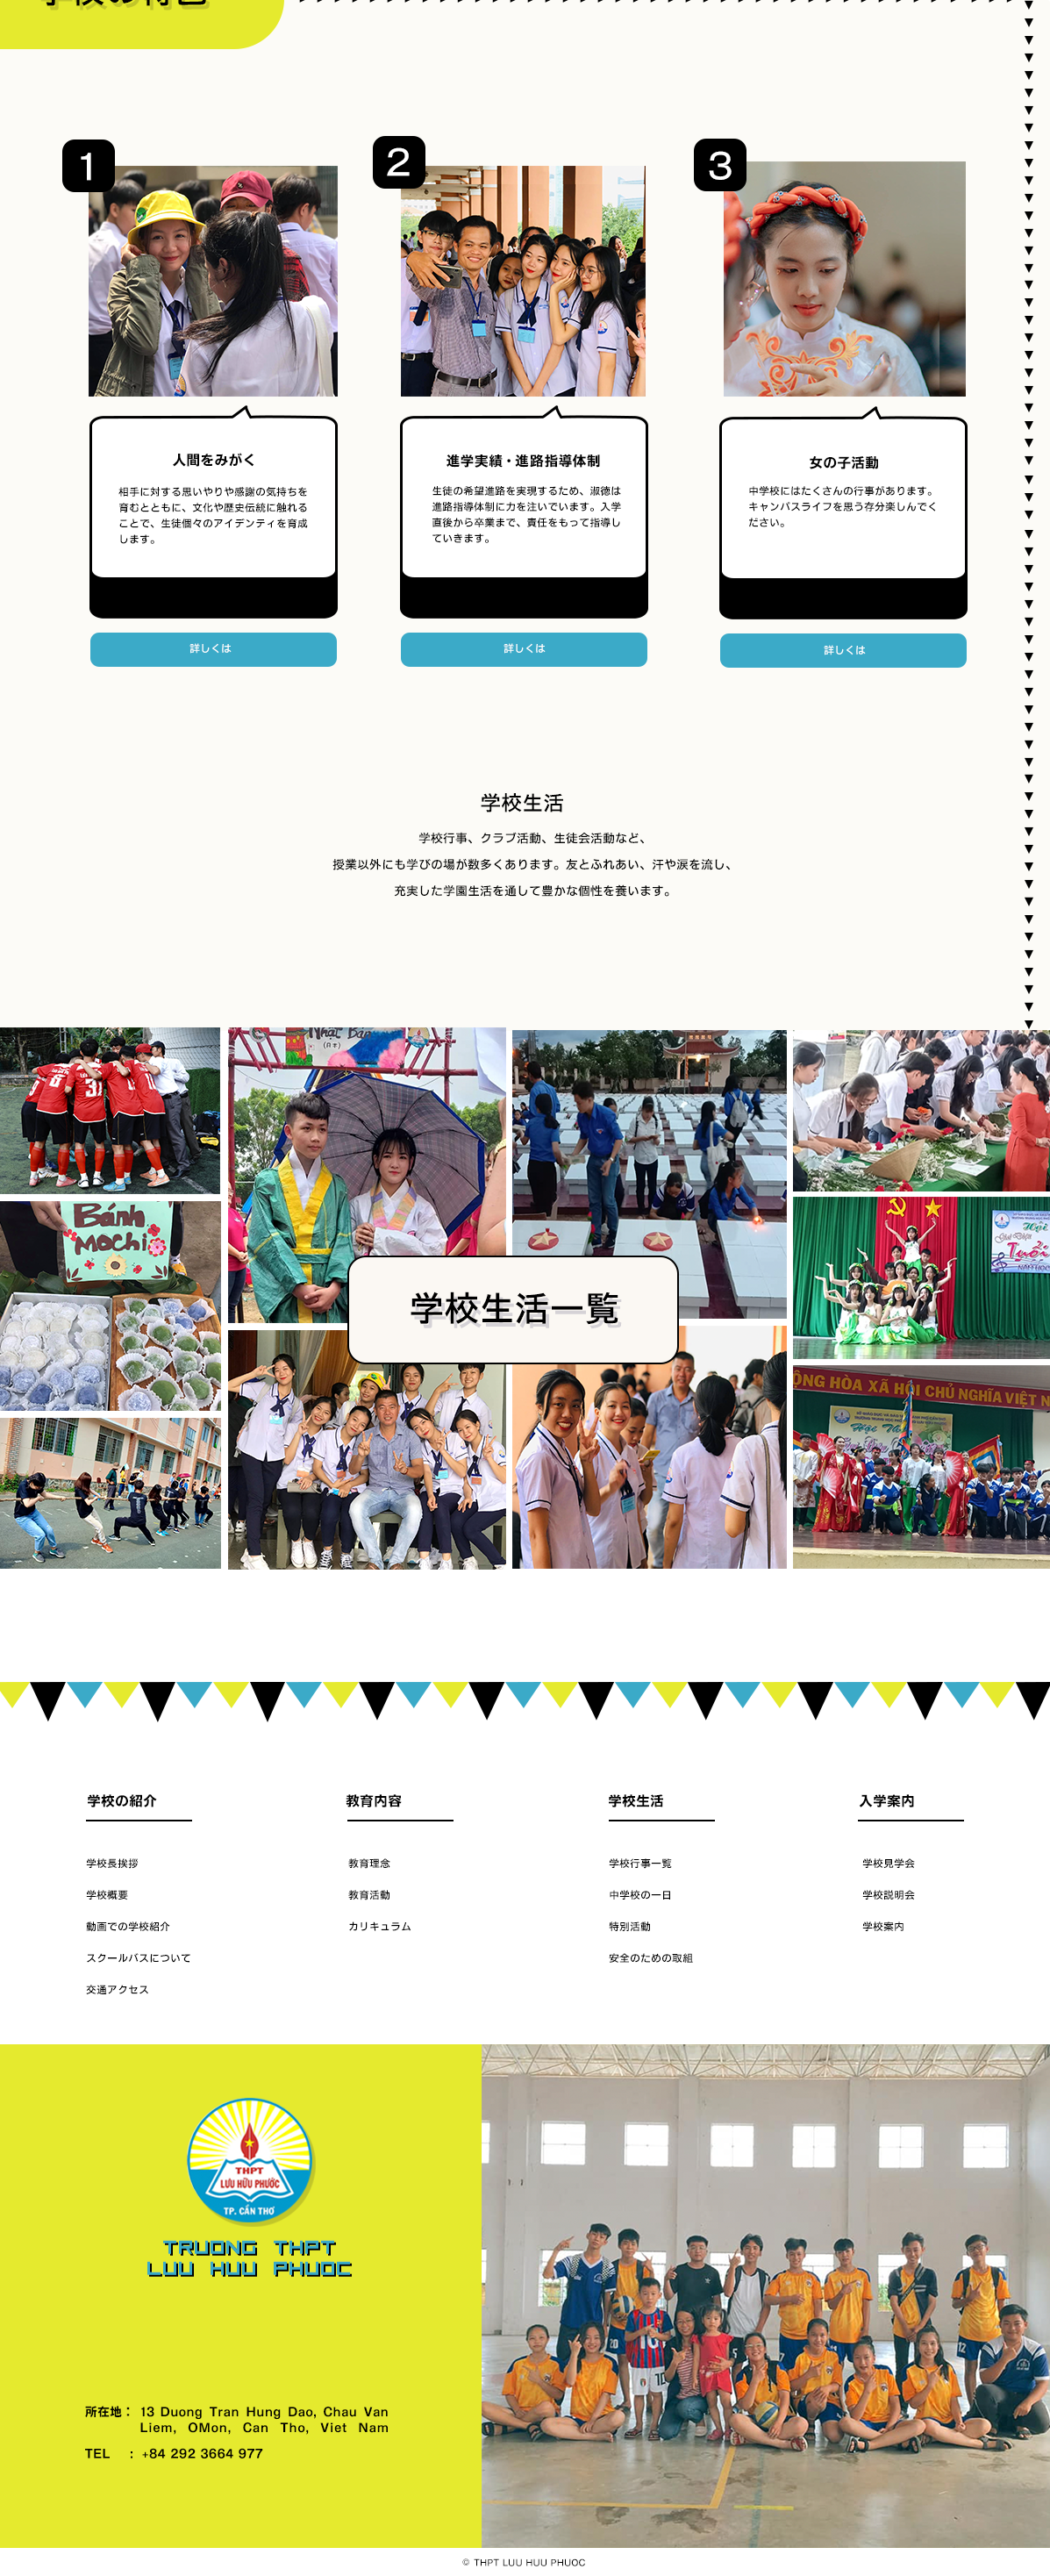 学校の特色
1
2
3
人間をみがく
相手に対する思いやりや感謝の気持ちを
育むとともに、文化や歴史伝統に触れる
ことで、生徒個々のアイデンティを育成
します。
進学実績・進路指導体制
生徒の希望進路を実現するため、淑徳は
進路指導体制に力を注いでいます。入学
直後から卒業まで、責任をもって指導し
ていきます。
女の子活動
中学校にはたくさんの行事があります。
キャンバスライフを思う存分楽しんでく
ださい。
詳しくは
詳しくは
詳しくは
学校生活
学校行事、クラブ活動、生徒会活動など、
授業以外にも学びの場が数多くあります。友とふれあい、汗や涙を流し、
充実した学園生活を通して豊かな個性を養います。
Bánh
Mochi
学校生活一覧
ỘNG HÒA XÃ HỘI CHỦ NGHĨA VIỆT N
学校の紹介
学校長挨拶
学校概要
動画での学校紹介
スクールバスについて
交通アクセス
教育内容
教育理念
教育活動
カリキュラム
学校生活
学校行事一覧
中学校の一日
特別活動
安全のための取組
入学案内
学校見学会
学校説明会
学校案内
THPT
LƯU HỮU PHƯỚC
TP. CẦN THƠ
TRUONG THPT
LUU HUU PHUOC
所在地： 13 Duong Tran Hung Dao, Chau Van
Liem, OMon, Can Tho, Viet Nam
TEL : +84 292 3664 977
© THPT LUU HUU PHUOC